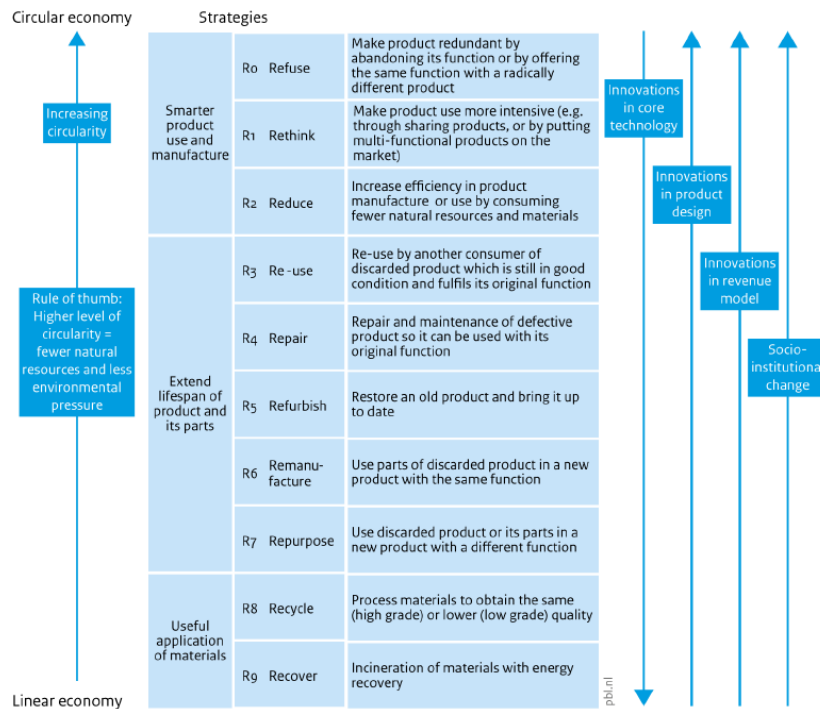 Circular economy
Strategies
Increasing
circularity
Rule of thumb:
Higher level of
circularity =
fewer natural
resources and less
environmental
pressure
Linear economy
Smarter
product
use and
manufacture
R0 Refuse
Make product redundant by
abandoning its function or by offering
the same function with a radically
different product
R1 Rethink
Make product use more intensive (e.g.
through sharing products, or by putting
multi-functional products on the
market)
R2 Reduce
Increase efficiency in product
manufacture or use by consuming
fewer natural resources and materials
Extend
lifespan of
product and
its parts
R3 Re-use
Re-use by another consumer of
discarded product which is still in good
condition and fulfils its original function
R4 Repair
Repair and maintenance of defective
product so it can be used with its
original function
R5 Refurbish
Restore an old product and bring it up
to date
R6 Remanu-
facture
Use parts of discarded product in a new
product with the same function
R7 Repurpose
Use discarded product or its parts in a
new product with a different function
Useful
application
of materials
R8 Recycle
Process materials to obtain the same
(high grade) or lower (low grade) quality
R9 Recover
Incineration of materials with energy
recovery
pbl.nl
Innovations
in core
technology
Innovations
in product
design
Innovations
in revenue
model
Socio-
institutional
change